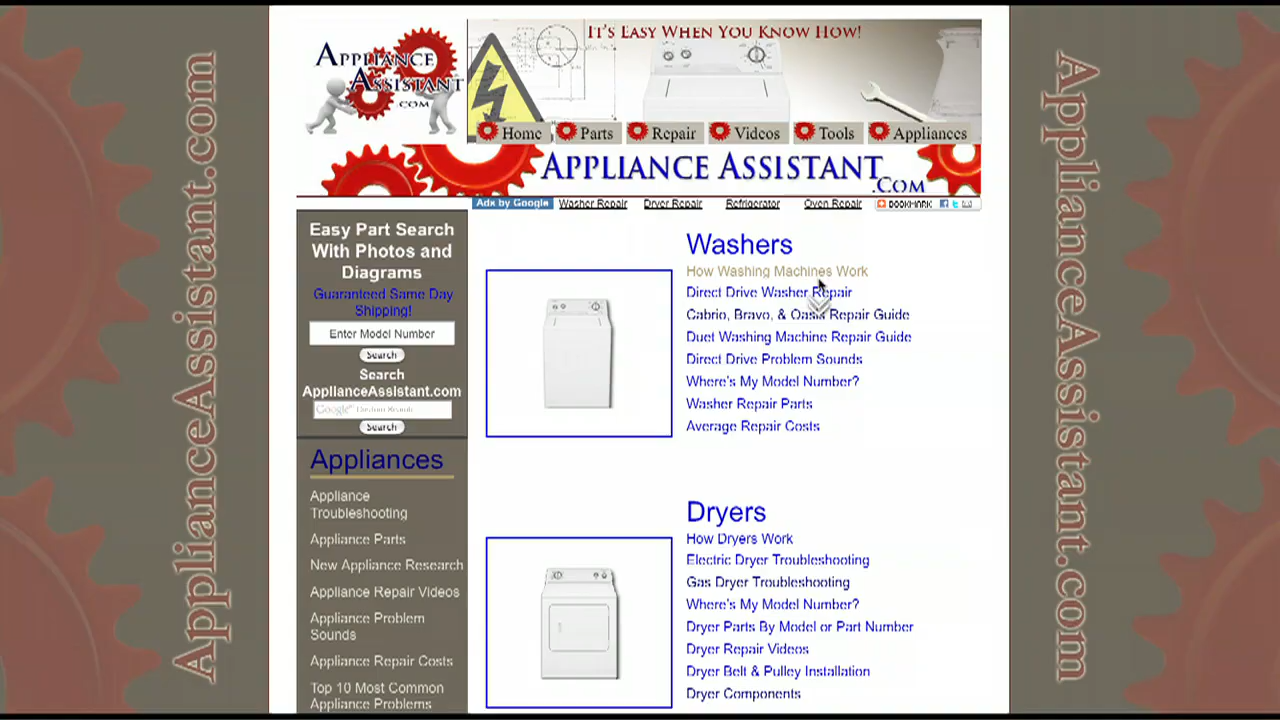 AppliancesAssistant.com
APPLIANCE
ASSISTANT
.COM
IT'S EASY WHEN YOU KNOW HOW!
Home Parts Repair Videos Tools Appliances
APPLIANCE ASSISTANT
.COM
Ads by Google Washer Repair Dryer Repair Refrigerator Oven Repair BOOKMARK
Easy Part Search
With Photos and
Diagrams
Guaranteed Same Day
Shipping!
Enter Model Number
Search
Search
ApplianceAssistant.com
Google Custom Search
Search
Appliances
Appliance
Troubleshooting
Appliance Parts
New Appliance Research
Appliance Repair Videos
Appliance Problem
Sounds
Appliance Repair Costs
Top 10 Most Common
Appliance Problems
Washers
How Washing Machines Work
Direct Drive Washer Repair
Cabrio, Bravo, & Oasis Repair Guide
Duet Washing Machine Repair Guide
Direct Drive Problem Sounds
Where's My Model Number?
Washer Repair Parts
Average Repair Costs
Dryers
How Dryers Work
Electric Dryer Troubleshooting
Gas Dryer Troubleshooting
Where's My Model Number?
Dryer Parts By Model or Part Number
Dryer Repair Videos
Dryer Belt & Pulley Installation
Dryer Components
ApplianceAssistant.com